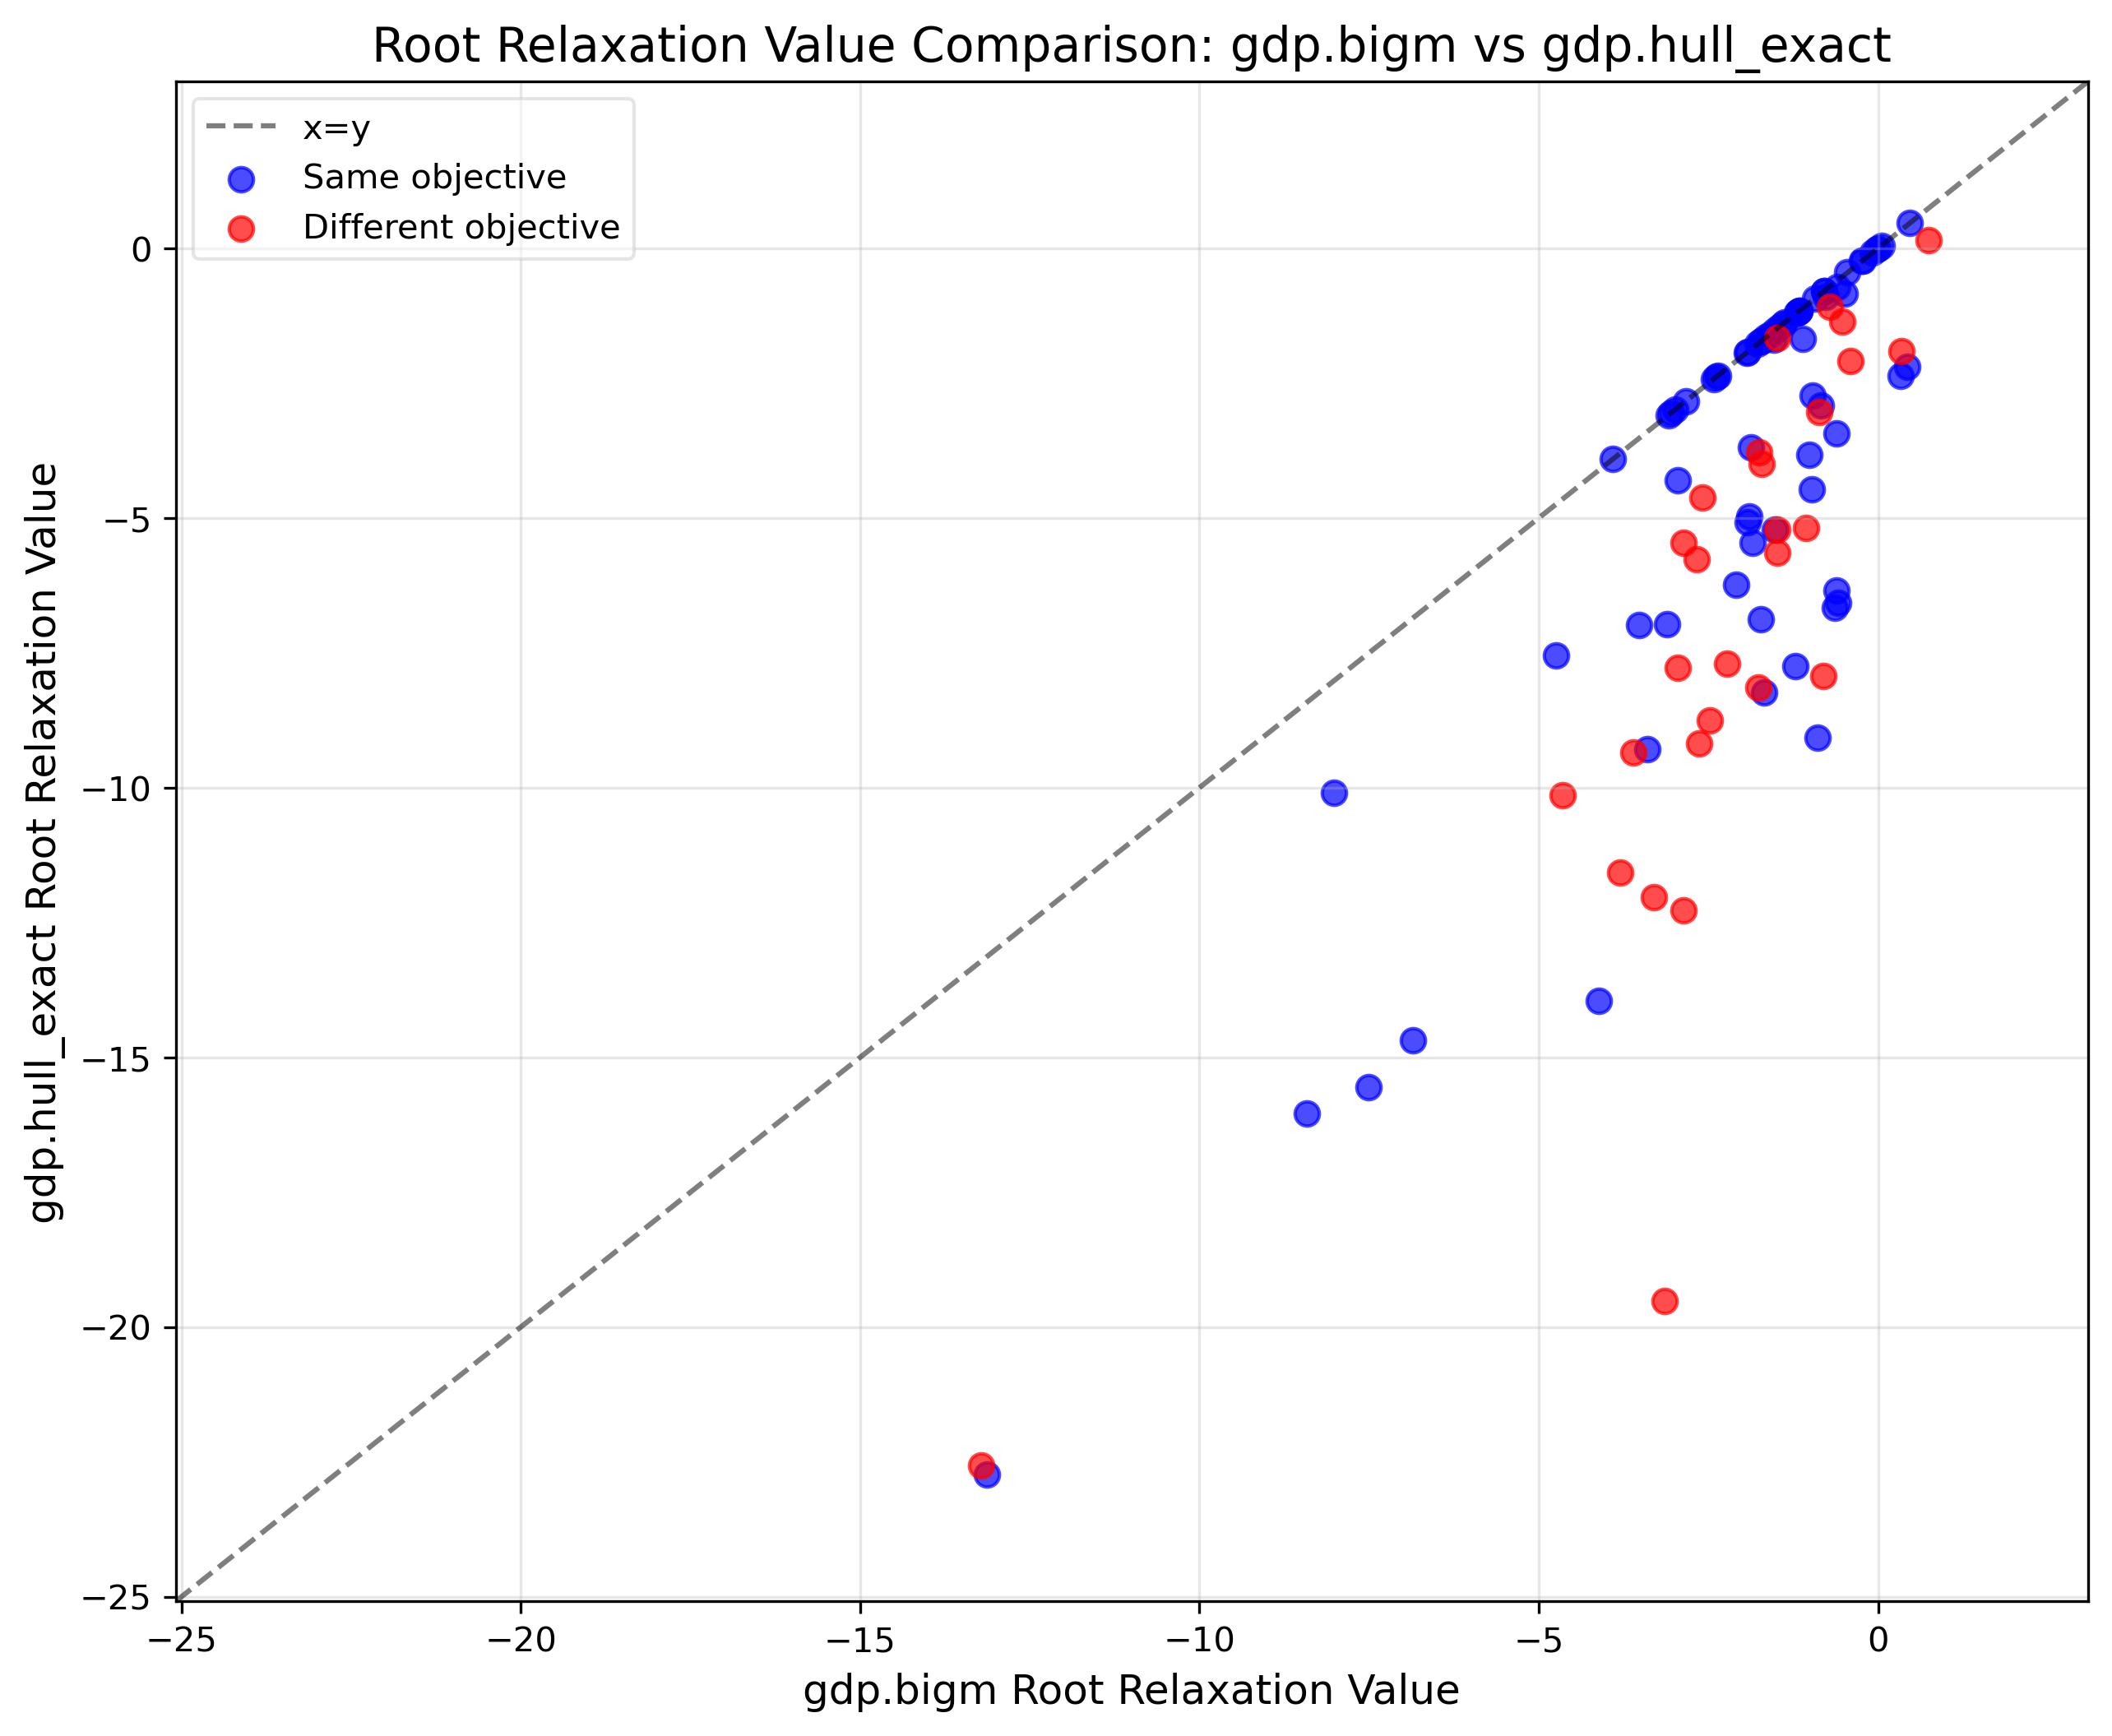 Root Relaxation Value Comparison: gdp.bigm vs gdp.hull_exact
x=y
Same objective
Different objective
gdp.hull_exact Root Relaxation Value
0
−5
−10
−15
−20
−25
−25
−20
−15
−10
−5
0
gdp.bigm Root Relaxation Value